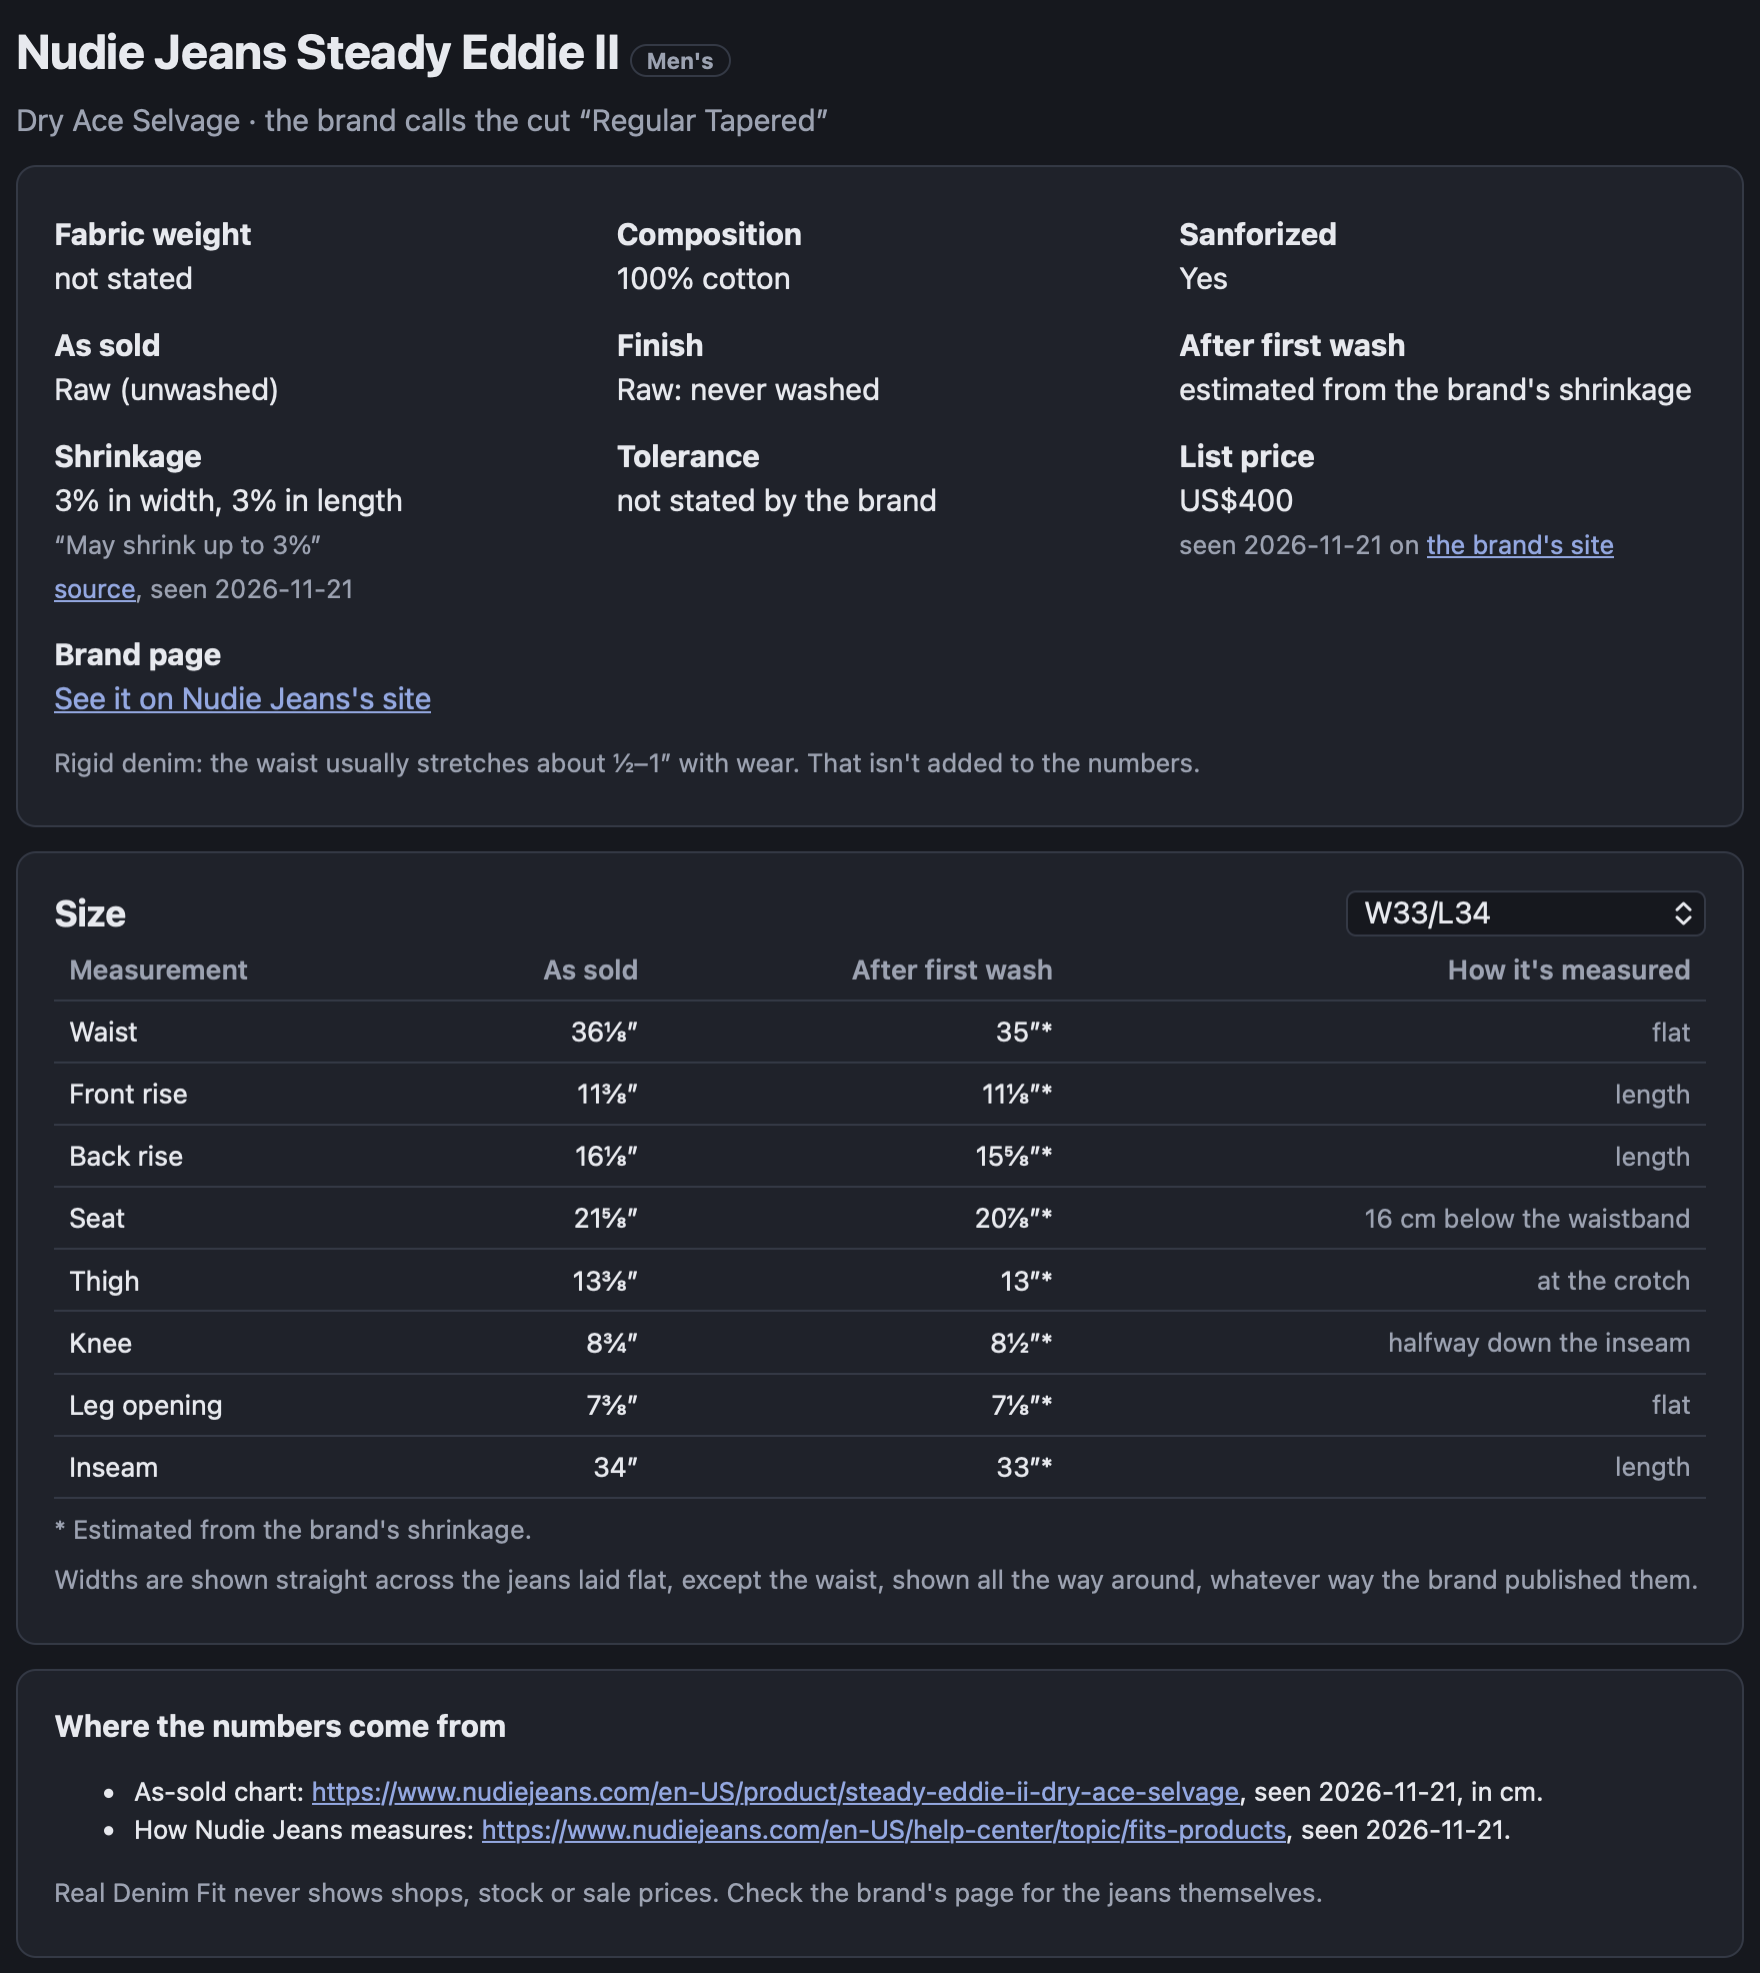 Nudie Jeans Steady Eddie II Men's
Dry Ace Selvage · the brand calls the cut “Regular Tapered”
Fabric weight
not stated
Composition
100% cotton
Sanforized
Yes
As sold
Raw (unwashed)
Finish
Raw: never washed
After first wash
estimated from the brand's shrinkage
Shrinkage
3% in width, 3% in length
“May shrink up to 3%”
source, seen 2026-11-21
Tolerance
not stated by the brand
List price
US$400
seen 2026-11-21 on the brand's site
Brand page
See it on Nudie Jeans's site
Rigid denim: the waist usually stretches about ½–1″ with wear. That isn't added to the numbers.
Size W33/L34
Measurement As sold After first wash How it's measured
Waist 36⅛″ 35″* flat
Front rise 11⅜″ 11⅛″* length
Back rise 16⅛″ 15⅝″* length
Seat 21⅝″ 20⅞″* 16 cm below the waistband
Thigh 13⅜″ 13″* at the crotch
Knee 8¾″ 8½″* halfway down the inseam
Leg opening 7⅜″ 7⅛″* flat
Inseam 34″ 33″* length
* Estimated from the brand's shrinkage.
Widths are shown straight across the jeans laid flat, except the waist, shown all the way around, whatever way the brand published them.
Where the numbers come from
• As-sold chart: https://www.nudiejeans.com/en-US/product/steady-eddie-ii-dry-ace-selvage, seen 2026-11-21, in cm.
• How Nudie Jeans measures: https://www.nudiejeans.com/en-US/help-center/topic/fits-products, seen 2026-11-21.
Real Denim Fit never shows shops, stock or sale prices. Check the brand's page for the jeans themselves.